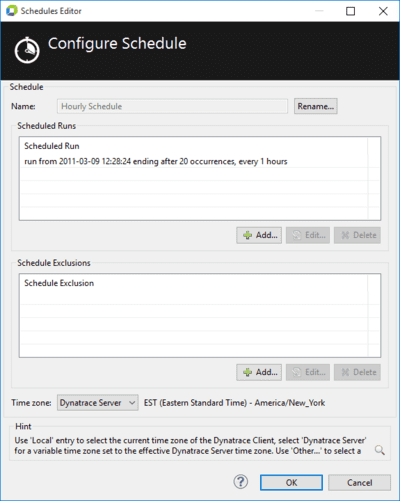 Schedules Editor
Configure Schedule
Schedule
Name: Hourly Schedule Rename...
Scheduled Runs
Scheduled Run
run from 2011-03-09 12:28:24 ending after 20 occurrences, every 1 hours
Add... Edit... Delete
Schedule Exclusions
Schedule Exclusion
Add... Edit... Delete
Time zone: Dynatrace Server EST (Eastern Standard Time) - America/New_York
Hint
Use 'Local' entry to select the current time zone of the Dynatrace Client, select 'Dynatrace Server'
for a variable time zone set to the effective Dynatrace Server time zone. Use 'Other...' to select a
? OK Cancel